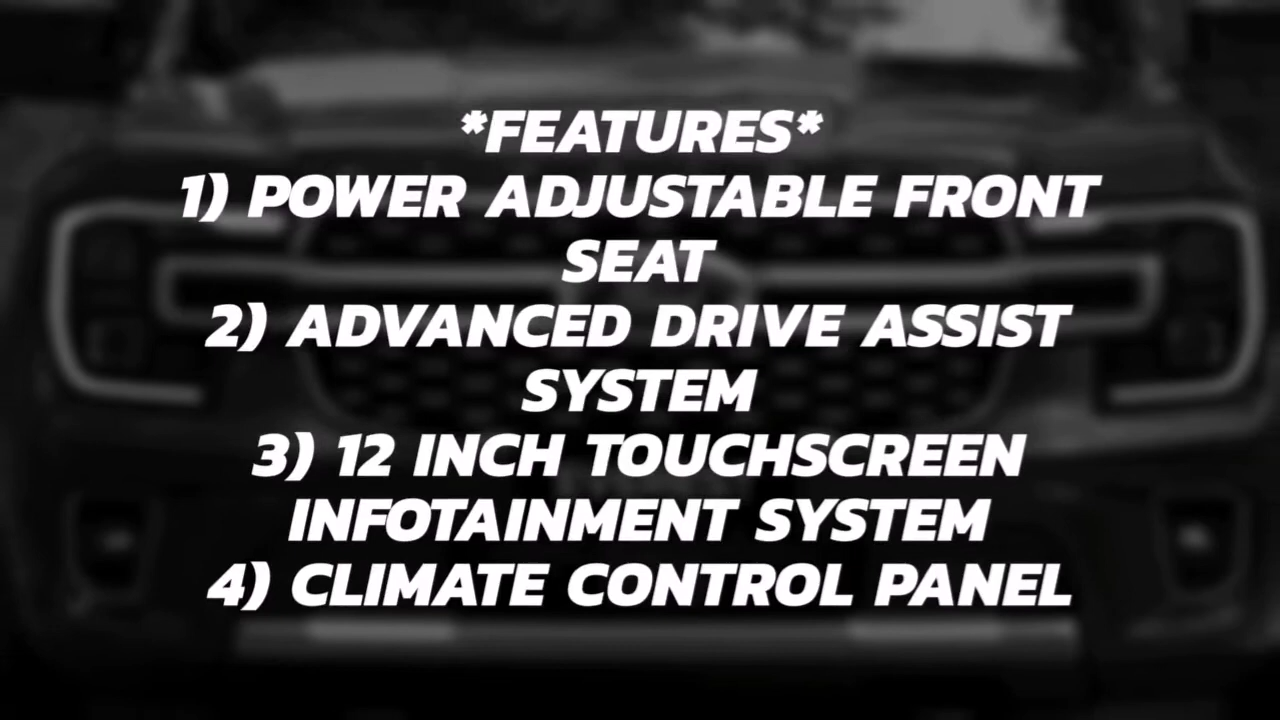 *FEATURES*
1) POWER ADJUSTABLE FRONT
SEAT
2) ADVANCED DRIVE ASSIST
SYSTEM
3) 12 INCH TOUCHSCREEN
INFOTAINMENT SYSTEM
4) CLIMATE CONTROL PANEL